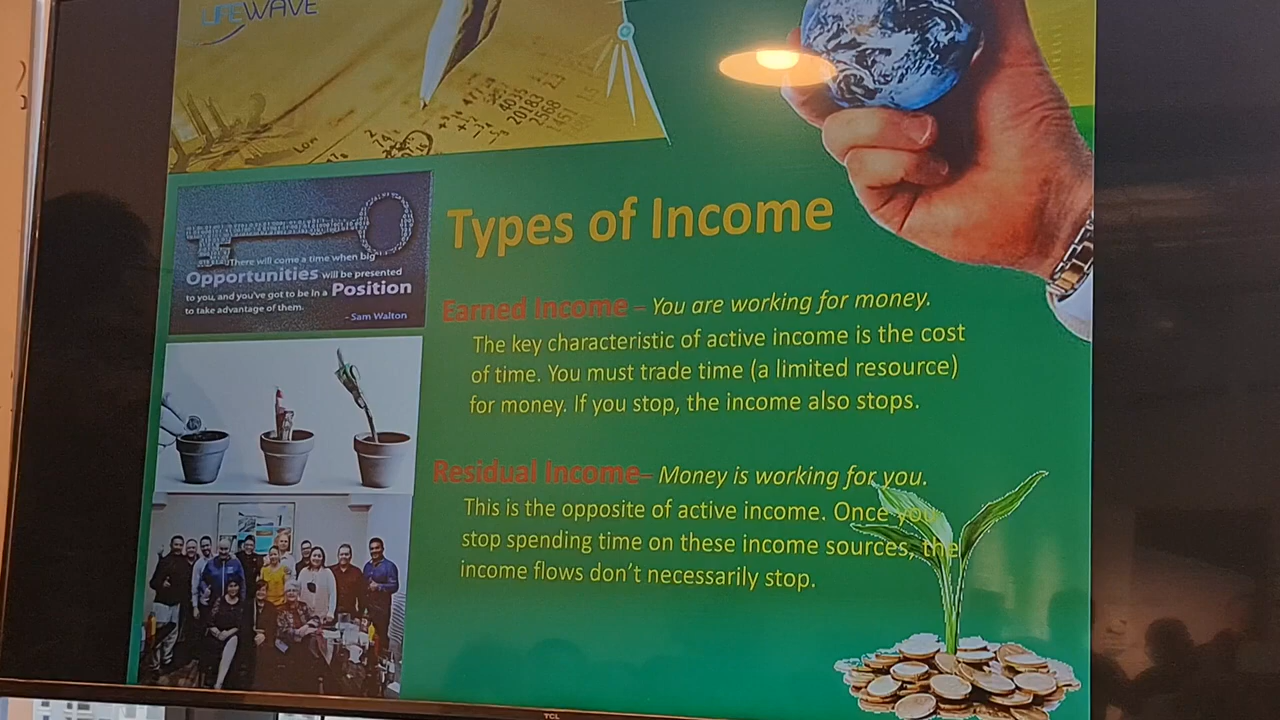 LIFEWAVE
4035
20183
2568
1451
There will come a time when big
Opportunities will be presented
to you, and you've got to be in a Position
to take advantage of them.
- Sam Walton
Types of Income
Earned Income – You are working for money.
The key characteristic of active income is the cost
of time. You must trade time (a limited resource)
for money. If you stop, the income also stops.
Residual Income– Money is working for you.
This is the opposite of active income. Once you
stop spending time on these income sources, the
income flows don't necessarily stop.
TCL